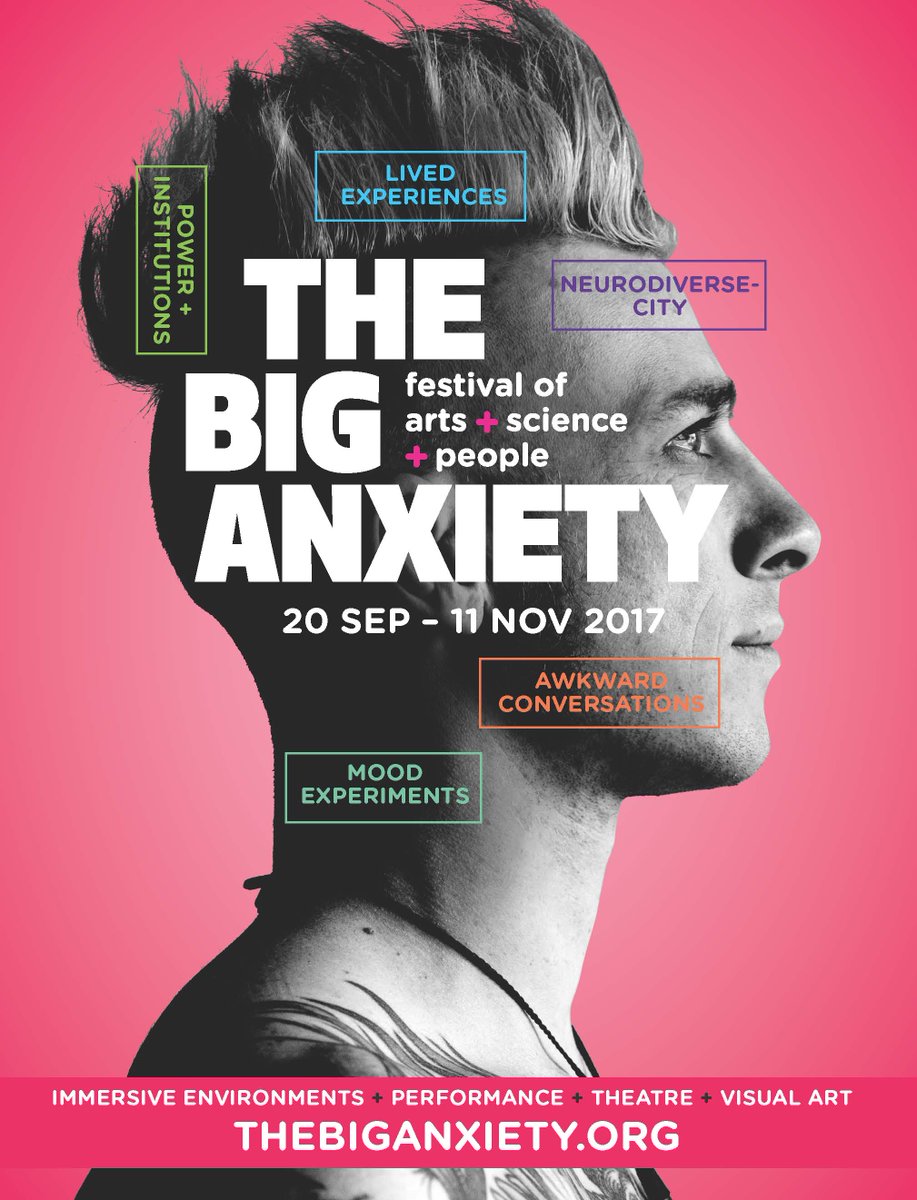 LIVED
EXPERIENCES
POWER +
INSTITUTIONS
NEURODIVERSE-
CITY
THE
BIG
festival of
arts + science
+ people
ANXIETY
20 SEP – 11 NOV 2017
AWKWARD
CONVERSATIONS
MOOD
EXPERIMENTS
IMMERSIVE ENVIRONMENTS + PERFORMANCE + THEATRE + VISUAL ART
THEBIGANXIETY.ORG